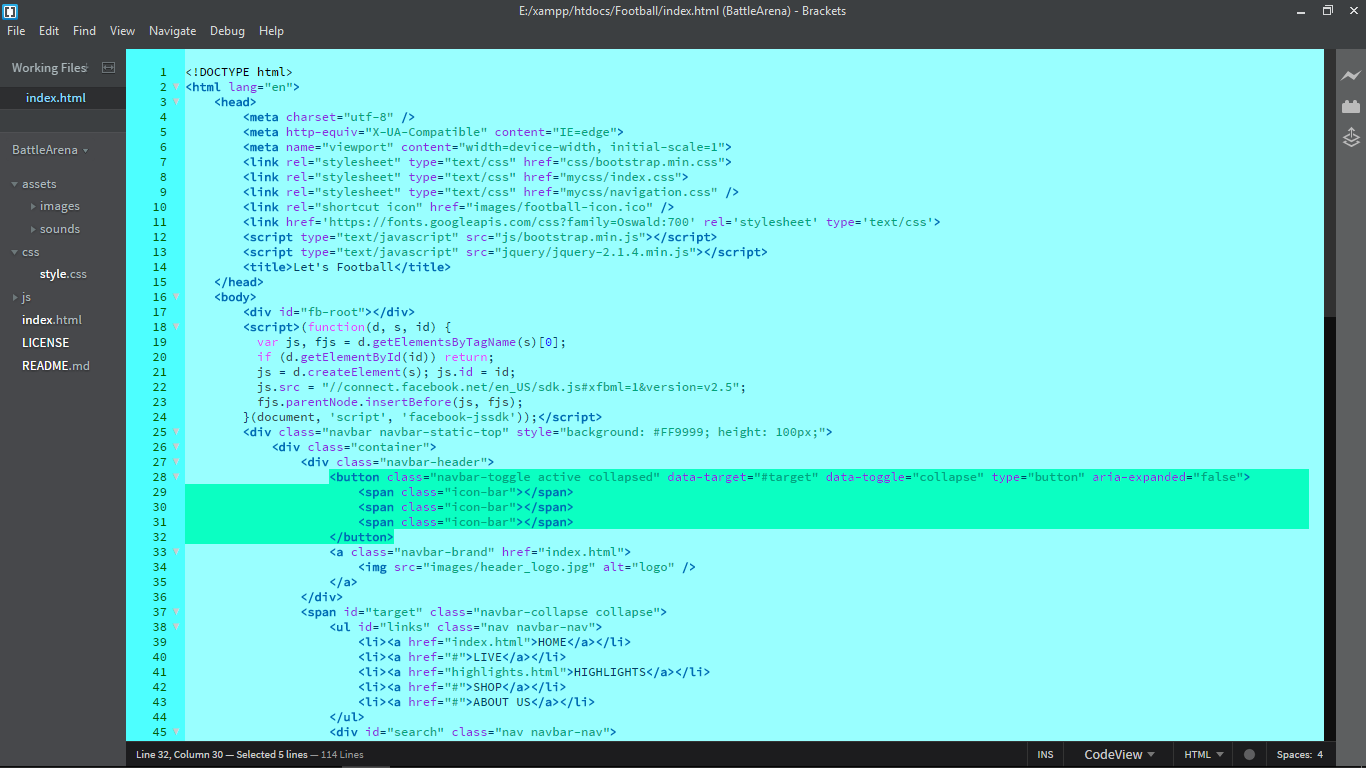 E:/xampp/htdocs/Football/index.html (BattleArena) - Brackets
File Edit Find View Navigate Debug Help
Working Files
index.html
BattleArena
assets
images
sounds
css
style.css
js
index.html
LICENSE
README.md
1 <!DOCTYPE html>
2 <html lang="en">
3 <head>
4 <meta charset="utf-8" />
5 <meta http-equiv="X-UA-Compatible" content="IE=edge">
6 <meta name="viewport" content="width=device-width, initial-scale=1">
7 <link rel="stylesheet" type="text/css" href="css/bootstrap.min.css">
8 <link rel="stylesheet" type="text/css" href="mycss/index.css">
9 <link rel="stylesheet" type="text/css" href="mycss/navigation.css" />
10 <link rel="shortcut icon" href="images/football-icon.ico" />
11 <link href='https://fonts.googleapis.com/css?family=Oswald:700' rel='stylesheet' type='text/css'>
12 <script type="text/javascript" src="js/bootstrap.min.js"></script>
13 <script type="text/javascript" src="jquery/jquery-2.1.4.min.js"></script>
14 <title>Let's Football</title>
15 </head>
16 <body>
17 <div id="fb-root"></div>
18 <script>(function(d, s, id) {
19 var js, fjs = d.getElementsByTagName(s)[0];
20 if (d.getElementById(id)) return;
21 js = d.createElement(s); js.id = id;
22 js.src = "//connect.facebook.net/en_US/sdk.js#xfbml=1&version=v2.5";
23 fjs.parentNode.insertBefore(js, fjs);
24 }(document, 'script', 'facebook-jssdk'));</script>
25 <div class="navbar navbar-static-top" style="background: #FF9999; height: 100px;">
26 <div class="container">
27 <div class="navbar-header">
28 <button class="navbar-toggle active collapsed" data-target="#target" data-toggle="collapse" type="button" aria-expanded="false">
29 <span class="icon-bar"></span>
30 <span class="icon-bar"></span>
31 <span class="icon-bar"></span>
32 </button>
33 <a class="navbar-brand" href="index.html">
34 <img src="images/header_logo.jpg" alt="logo" />
35 </a>
36 </div>
37 <span id="target" class="navbar-collapse collapse">
38 <ul id="links" class="nav navbar-nav">
39 <li><a href="index.html">HOME</a></li>
40 <li><a href="#">LIVE</a></li>
41 <li><a href="highlights.html">HIGHLIGHTS</a></li>
42 <li><a href="#">SHOP</a></li>
43 <li><a href="#">ABOUT US</a></li>
44 </ul>
45 <div id="search" class="nav navbar-nav">
Line 32, Column 30 — Selected 5 lines — 114 Lines INS CodeView HTML Spaces: 4